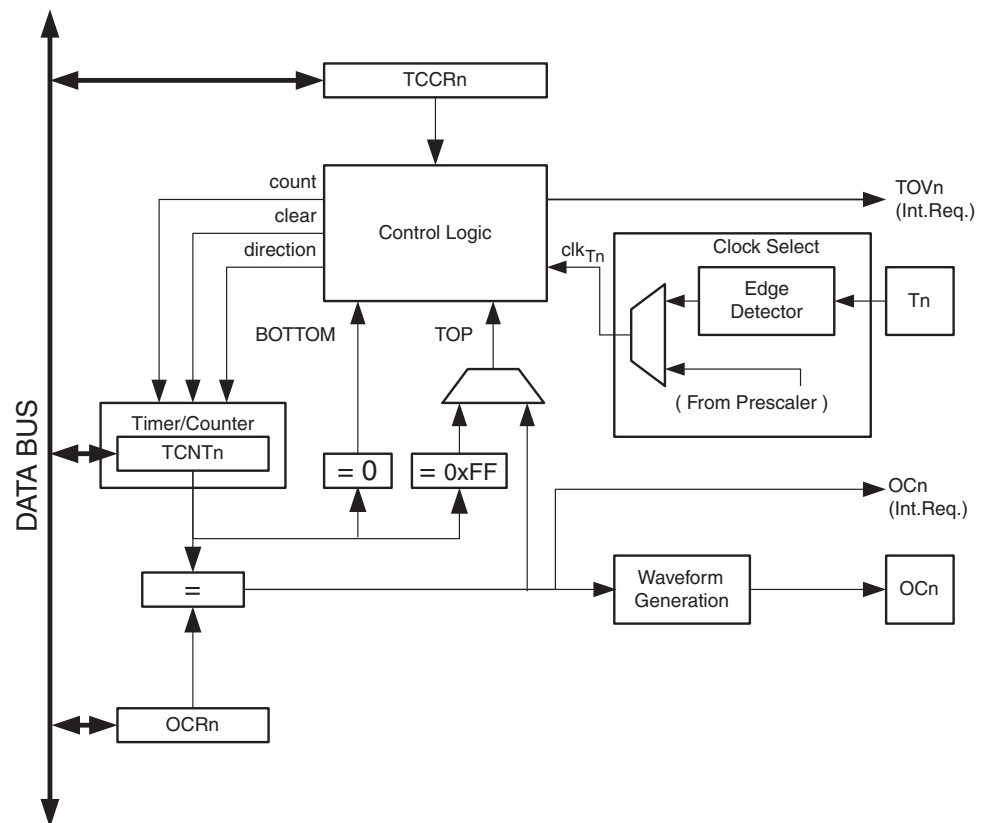 TCCRn
count
clear
direction
Control Logic
TOVn
(Int.Req.)
clkTn
Clock Select
Edge
Detector
Tn
( From Prescaler )
BOTTOM
TOP
Timer/Counter
TCNTn
= 0
= 0xFF
DATA BUS
OCn
(Int.Req.)
=
Waveform
Generation
OCn
OCRn